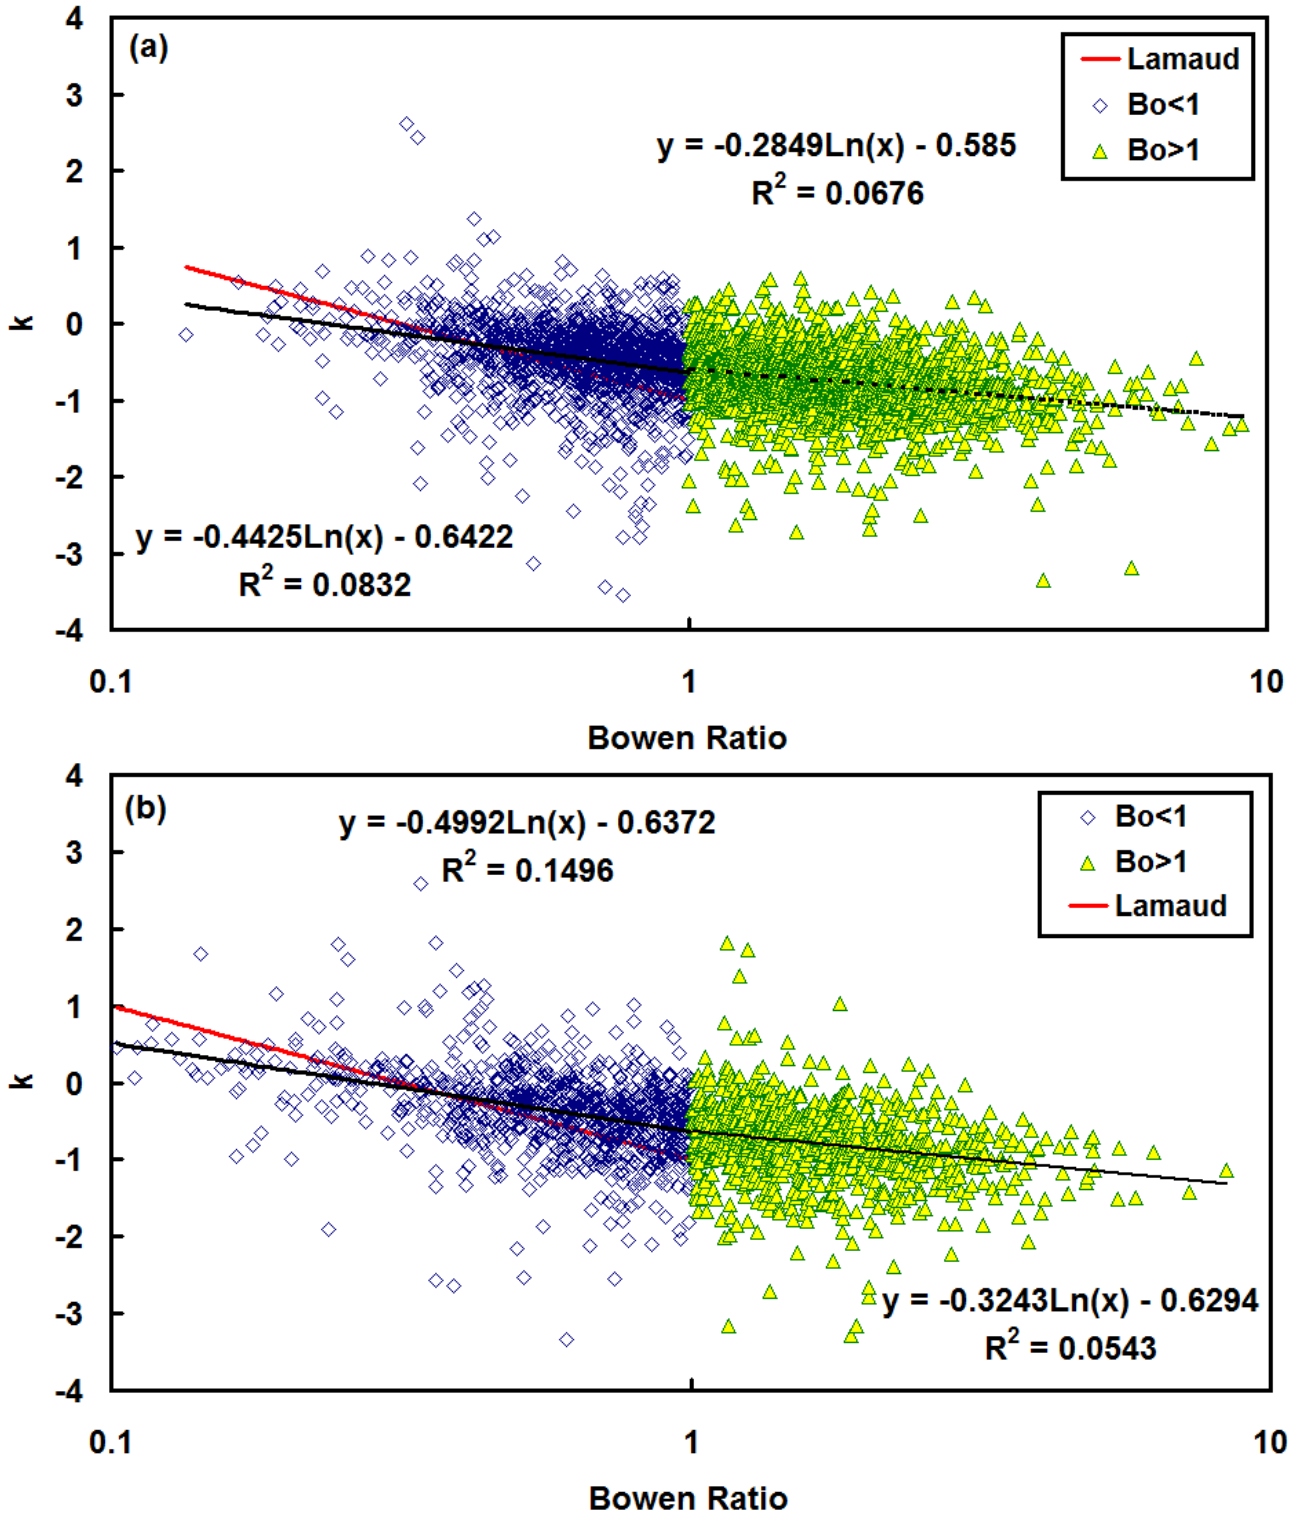 4
(a)
Lamaud
3
Bo<1
y = -0.2849Ln(x) - 0.585
Bo>1
2
R² = 0.0676
1
0
k
-1
-2
y = -0.4425Ln(x) - 0.6422
-3
R² = 0.0832
-4
0.1 1 10
Bowen Ratio
4
(b)
y = -0.4992Ln(x) - 0.6372
Bo<1
3
R² = 0.1496
Bo>1
2
Lamaud
1
0
k
-1
-2
-3
y = -0.3243Ln(x) - 0.6294
R² = 0.0543
-4
0.1 1 10
Bowen Ratio